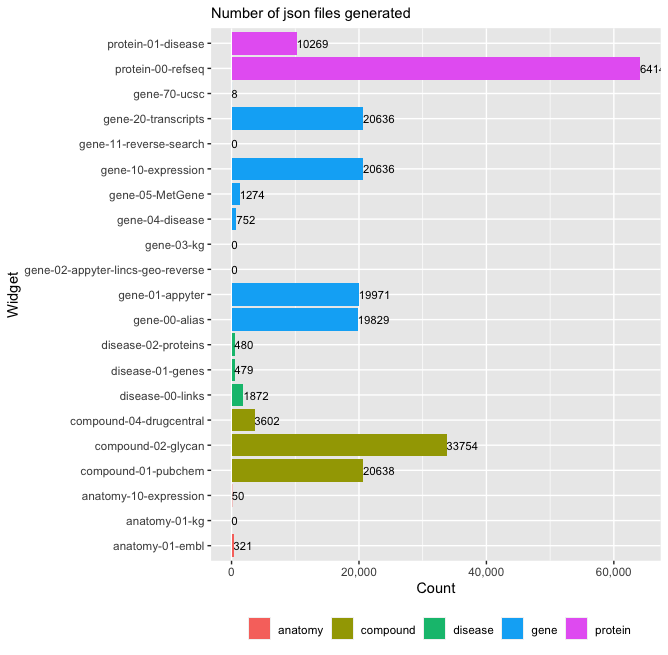 Number of json files generated
protein-01-disease 10269
protein-00-refseq 6414
gene-70-ucsc 8
gene-20-transcripts 20636
gene-11-reverse-search 0
gene-10-expression 20636
gene-05-MetGene 1274
gene-04-disease 752
gene-03-kg 0
gene-02-appyter-lincs-geo-reverse 0
gene-01-appyter 19971
gene-00-alias 19829
disease-02-proteins 480
disease-01-genes 479
disease-00-links 1872
compound-04-drugcentral 3602
compound-02-glycan 33754
compound-01-pubchem 20638
anatomy-10-expression 50
anatomy-01-kg 0
anatomy-01-embl 321
Widget
0 20,000 40,000 60,000
Count
anatomy compound disease gene protein